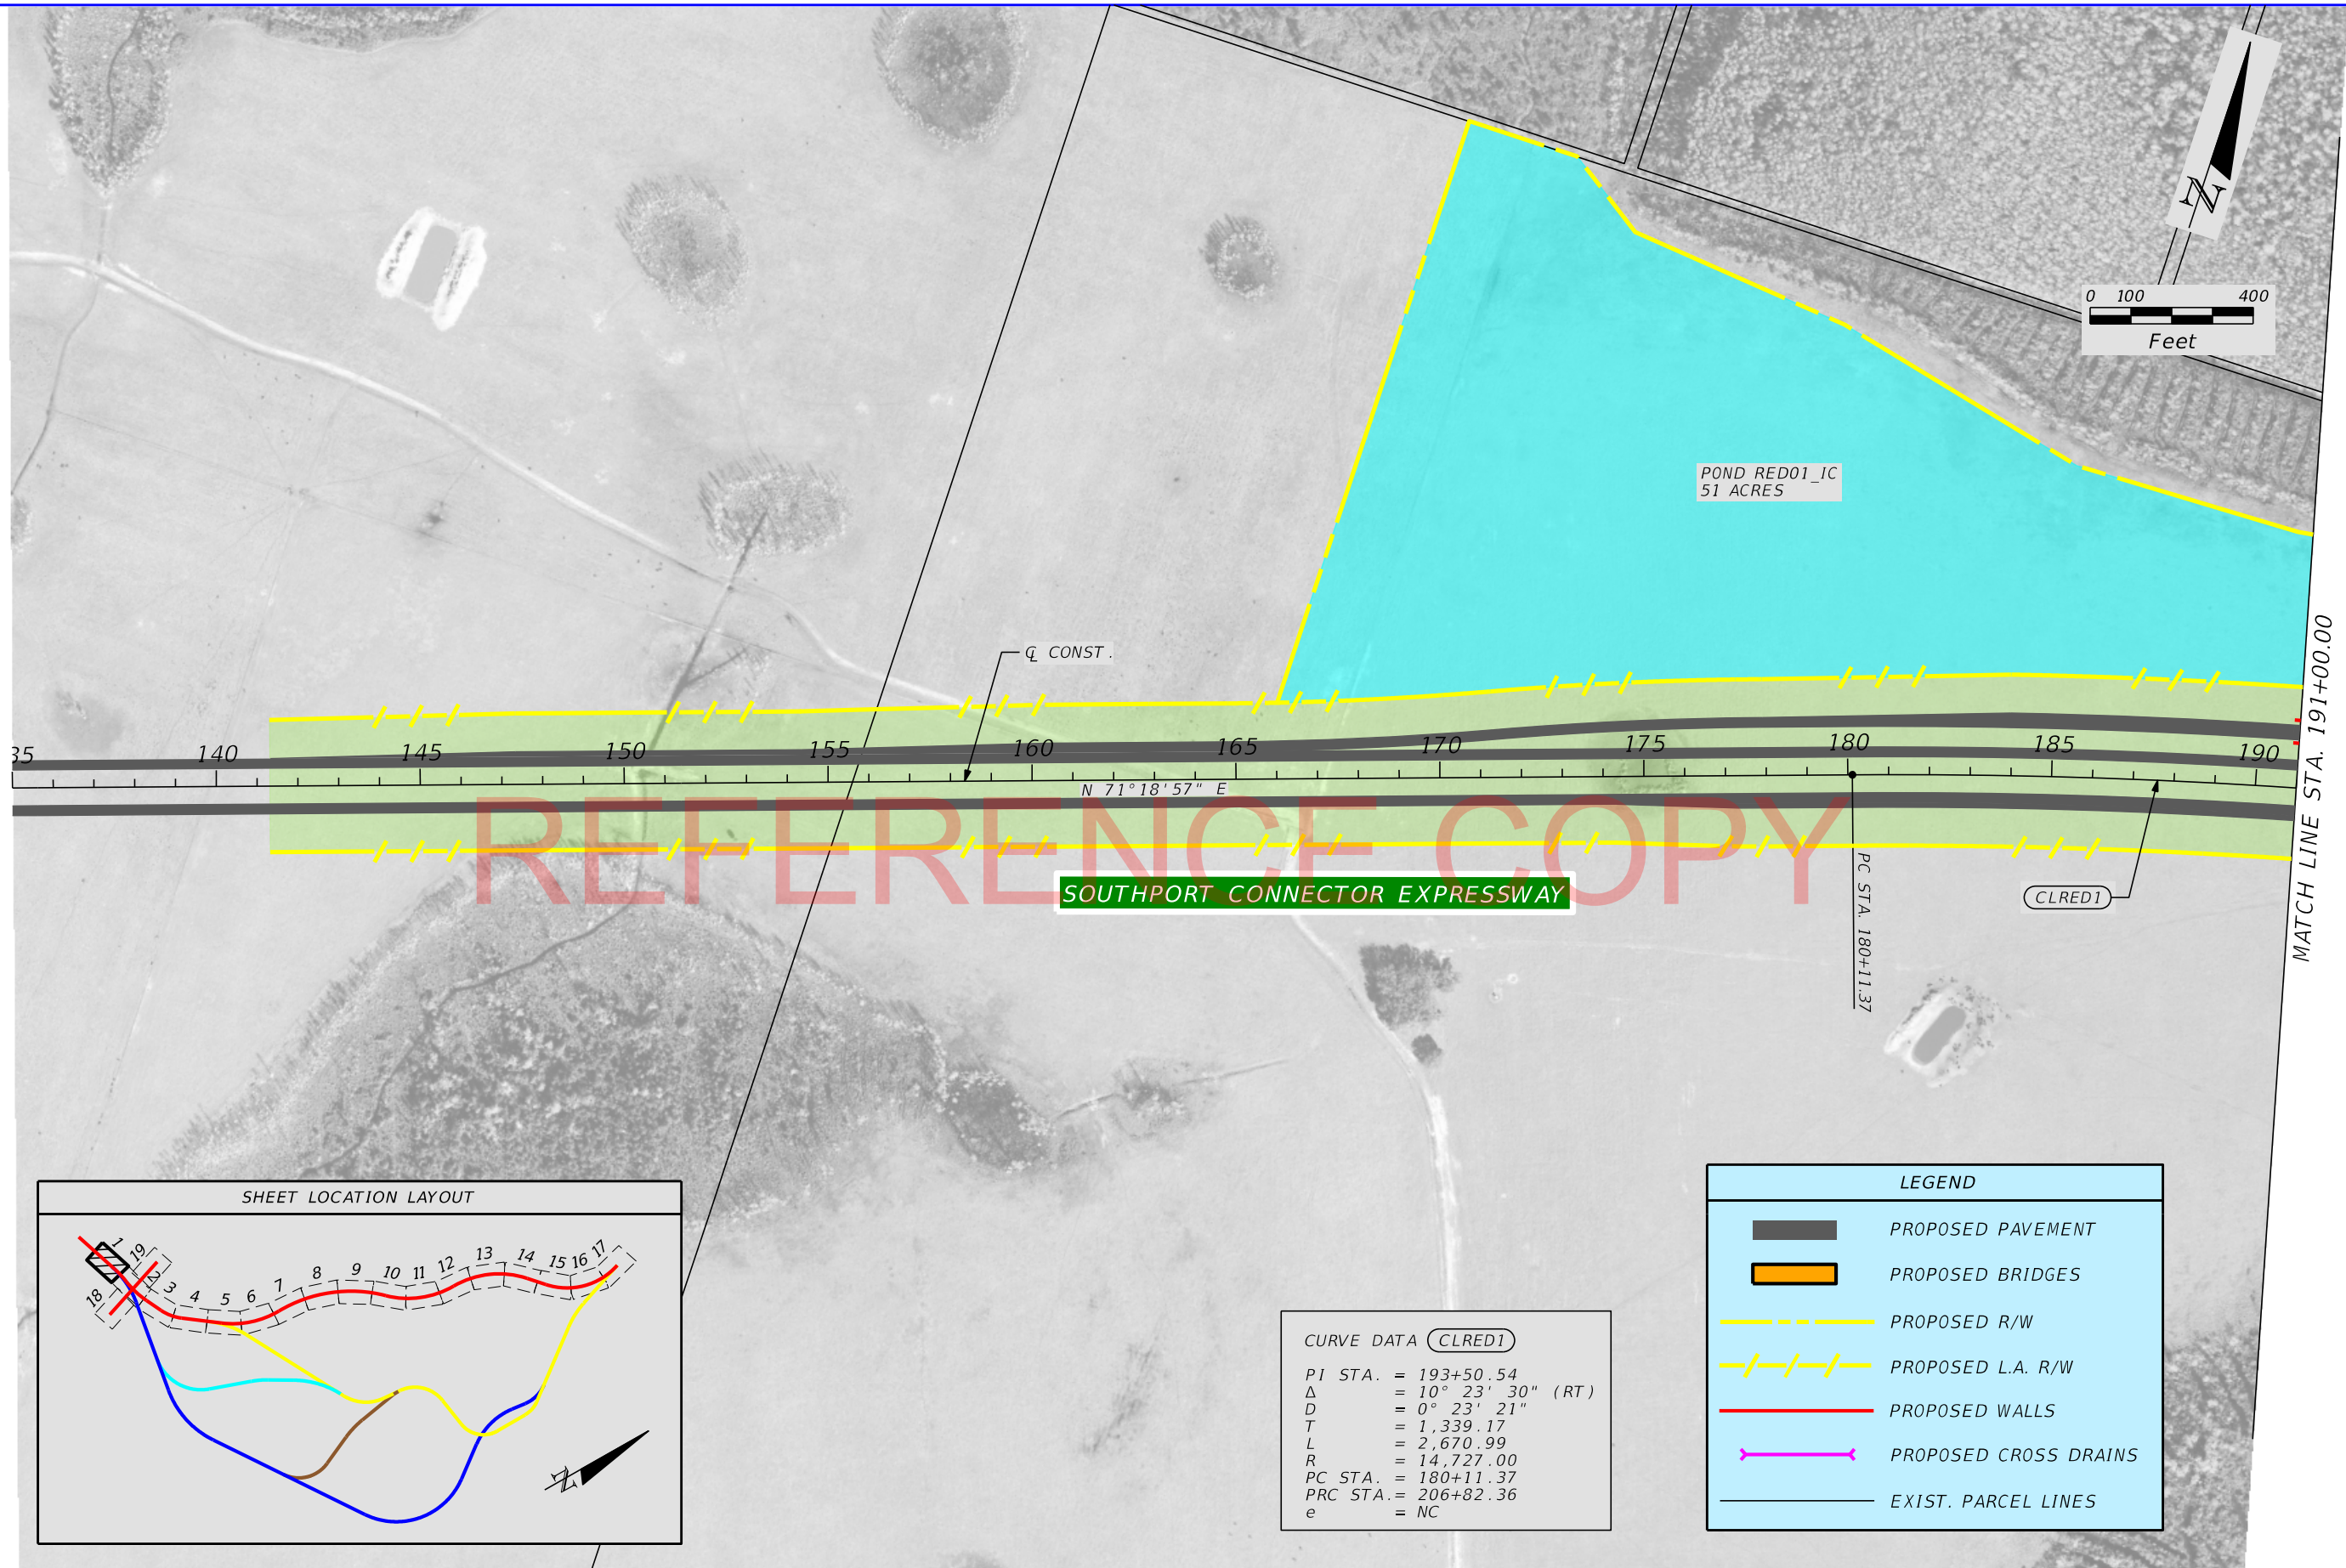 0 100 400
Feet
N
POND RED01_IC
51 ACRES
℄ CONST.
35 140 145 150 155 160 165 170 175 180 185 190
N 71°18'57" E
REFERENCE COPY
SOUTHPORT CONNECTOR EXPRESSWAY
PC STA. 180+11.37
CLRED1
MATCH LINE STA. 191+00.00
SHEET LOCATION LAYOUT
1 19 2 3 4 5 6 7 8 9 10 11 12 13 14 15 16 17
18
N
CURVE DATA CLRED1
PI STA. = 193+50.54
Δ = 10° 23' 30" (RT)
D = 0° 23' 21"
T = 1,339.17
L = 2,670.99
R = 14,727.00
PC STA. = 180+11.37
PRC STA.= 206+82.36
e = NC
LEGEND
PROPOSED PAVEMENT
PROPOSED BRIDGES
PROPOSED R/W
PROPOSED L.A. R/W
PROPOSED WALLS
PROPOSED CROSS DRAINS
EXIST. PARCEL LINES